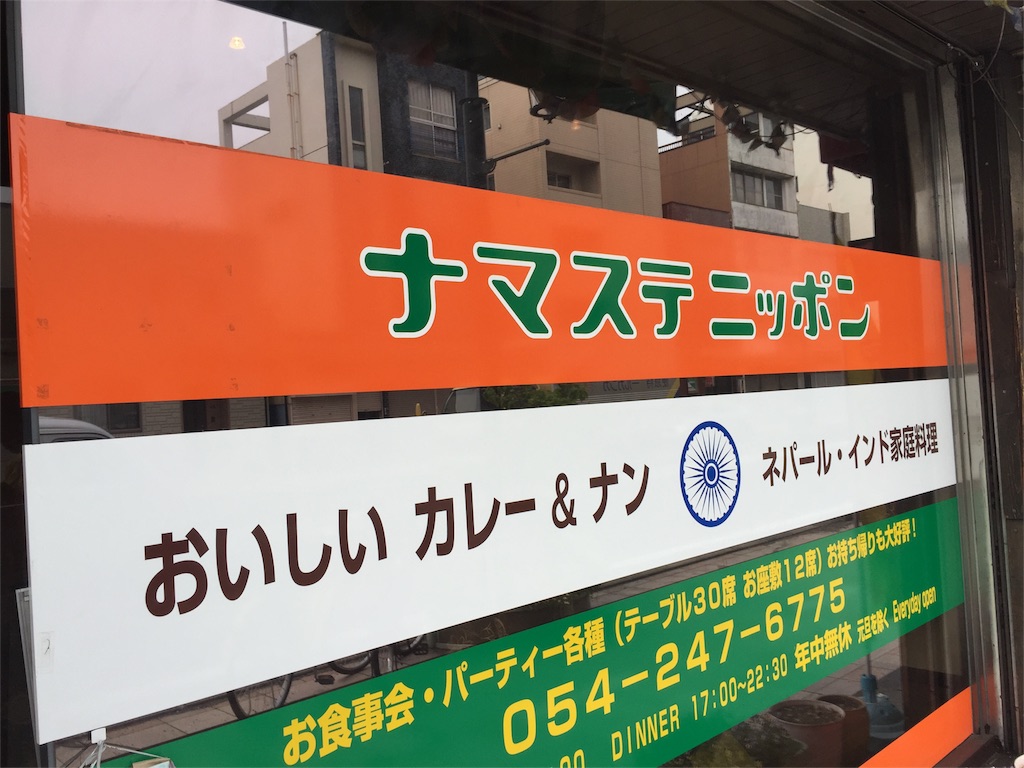 ナマステ ニッポン
おいしい カレー & ナン ネパール・インド家庭料理
お食事会・パーティー各種（テーブル30席 お座敷12席）お持ち帰りも大好評！
054-247-6775
00 DINNER 17:00~22:30 年中無休 元旦を除く Everyday open